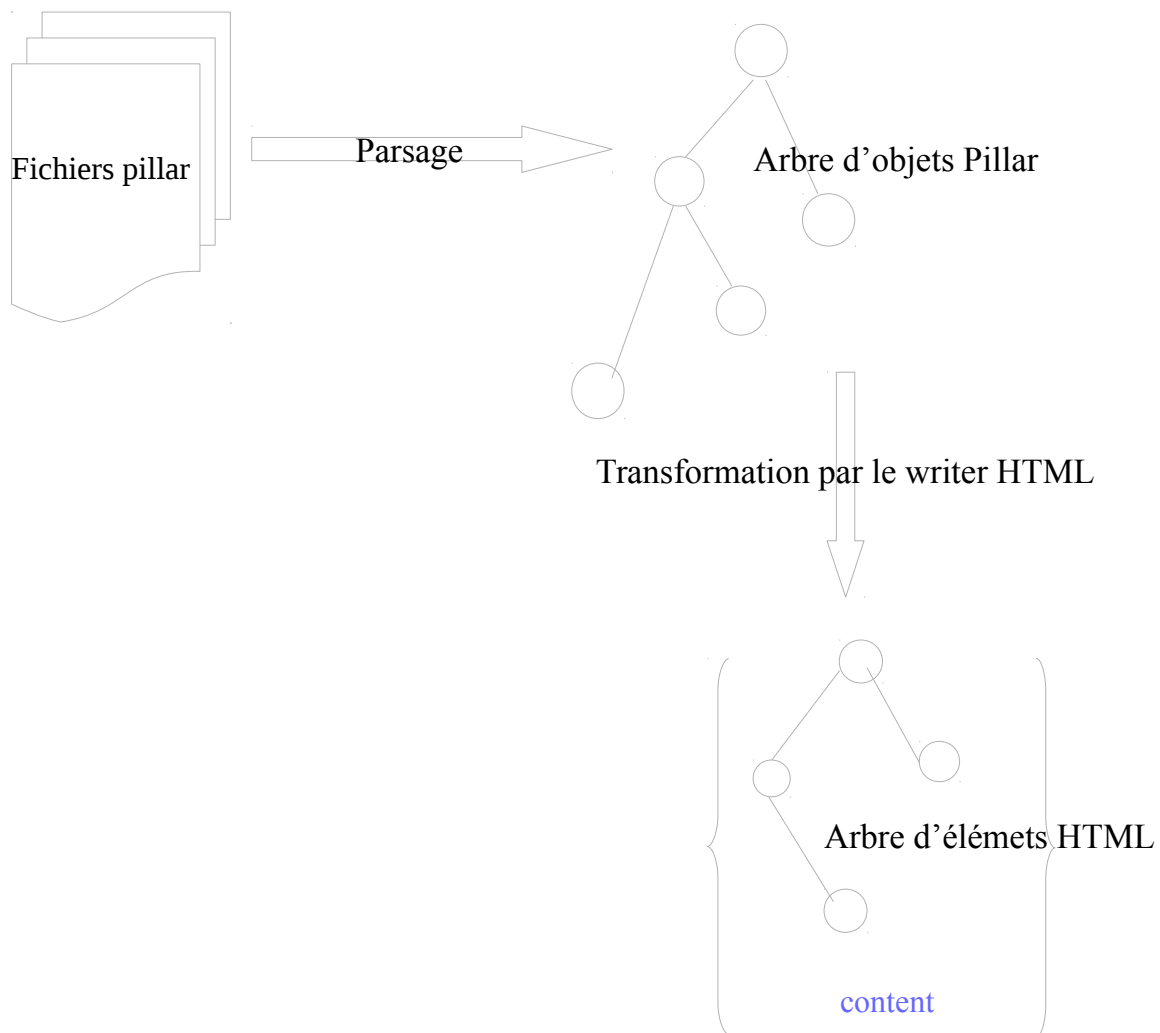 Fichiers pillar
Parsage
Arbre d’objets Pillar
Transformation par le writer HTML
Arbre d’élémets HTML
content